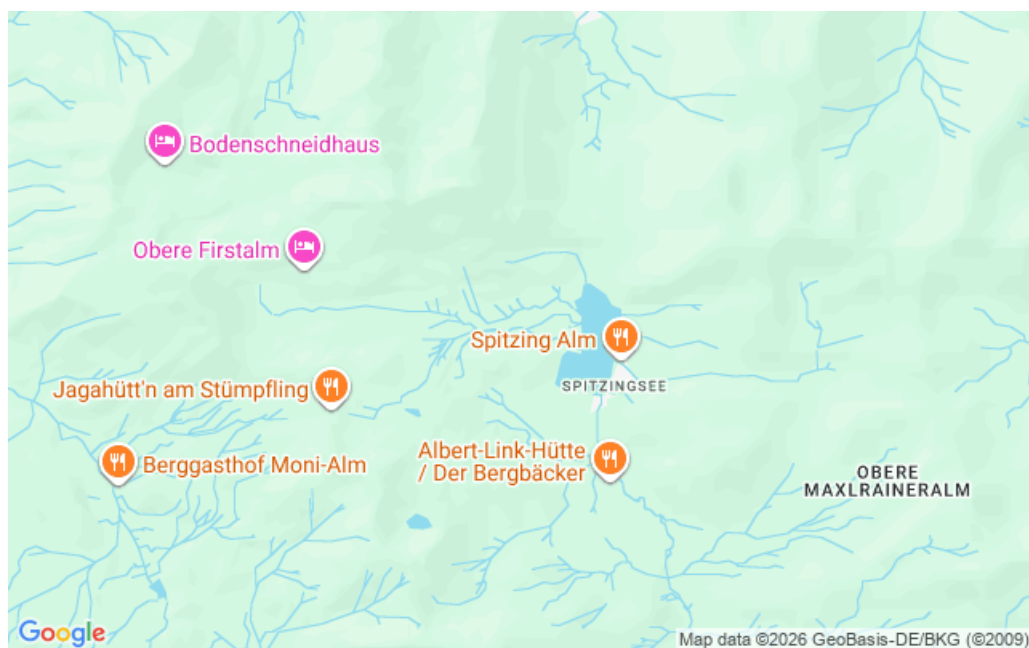 Bodenschneidhaus
Obere Firstalm
Spitzing Alm
SPITZINGSEE
Jagahütt'n am Stümpfling
Berggasthof Moni-Alm
Albert-Link-Hütte
/ Der Bergbäcker
OBERE
MAXLRAINERALM
Google
Map data ©2026 GeoBasis-DE/BKG (©2009)